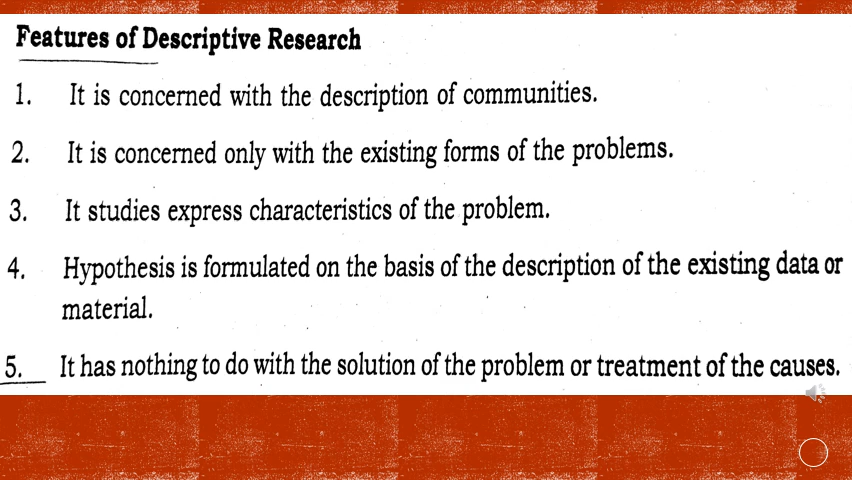 Features of Descriptive Research
1. It is concerned with the description of communities.
2. It is concerned only with the existing forms of the problems.
3. It studies express characteristics of the problem.
4. Hypothesis is formulated on the basis of the description of the existing data or
material.
5. It has nothing to do with the solution of the problem or treatment of the causes.